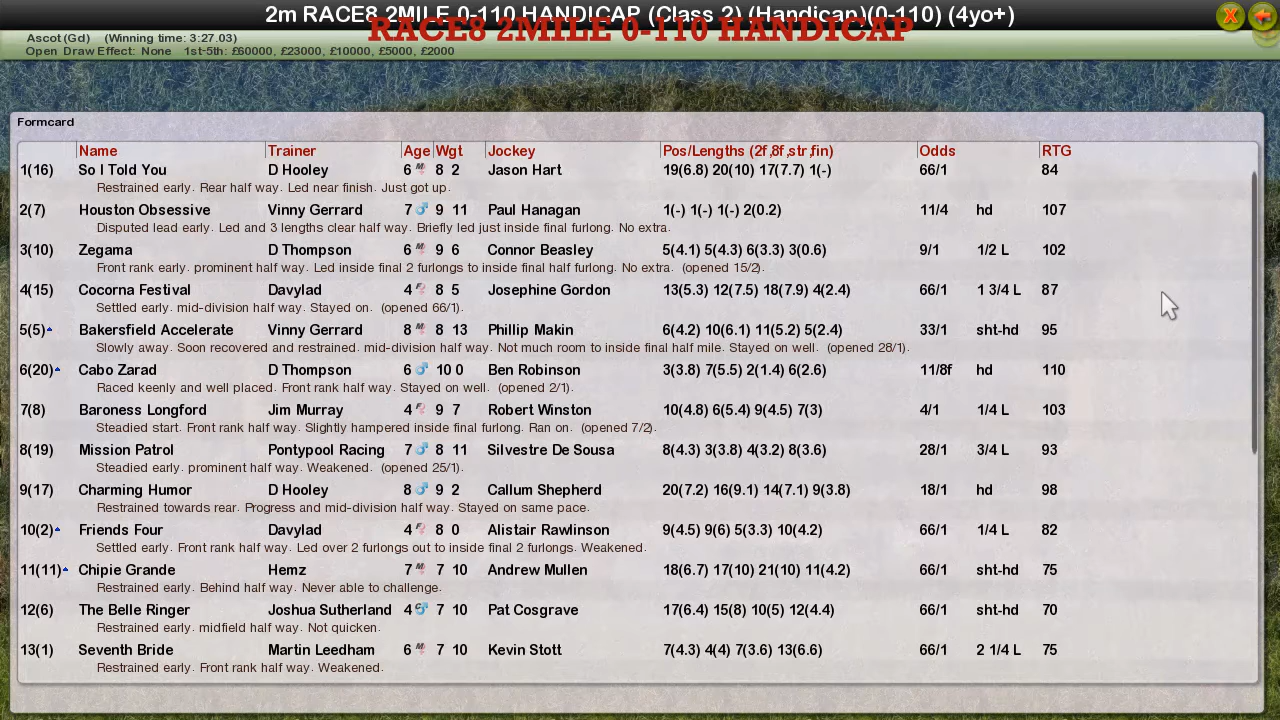 2m RACE8 2MILE 0-110 HANDICAP (Class 2) (Handicap)(0-110) (4yo+)
RACE8 2MILE 0-110 HANDICAP
Ascot(Gd) (Winning time: 3:27.03)
Open Draw Effect: None 1st-5th: £60000, £23000, £10000, £5000, £2000
Formcard
Name Trainer Age Wgt Jockey Pos/Lengths (2f,8f,str,fin) Odds RTG
1(16) So I Told You D Hooley 6 8 2 Jason Hart 19(6.8) 20(10) 17(7.7) 1(-) 66/1 84
Restrained early. Rear half way. Led near finish. Just got up.
2(7) Houston Obsessive Vinny Gerrard 7 9 11 Paul Hanagan 1(-) 1(-) 1(-) 2(0.2) 11/4 hd 107
Disputed lead early. Led and 3 lengths clear half way. Briefly led just inside final furlong. No extra.
3(10) Zegama D Thompson 6 9 6 Connor Beasley 5(4.1) 5(4.3) 6(3.3) 3(0.6) 9/1 1/2 L 102
Front rank early. prominent half way. Led inside final 2 furlongs to inside final half furlong. No extra. (opened 15/2).
4(15) Cocorna Festival Davylad 4 8 5 Josephine Gordon 13(5.3) 12(7.5) 18(7.9) 4(2.4) 66/1 1 3/4 L 87
Settled early. mid-division half way. Stayed on. (opened 66/1).
5(5) Bakersfield Accelerate Vinny Gerrard 8 8 13 Phillip Makin 6(4.2) 10(6.1) 11(5.2) 5(2.4) 33/1 sht-hd 95
Slowly away. Soon recovered and restrained. mid-division half way. Not much room to inside final half mile. Stayed on well. (opened 28/1).
6(20) Cabo Zarad D Thompson 6 10 0 Ben Robinson 3(3.8) 7(5.5) 2(1.4) 6(2.6) 11/8f hd 110
Raced keenly and well placed. Front rank half way. Stayed on well. (opened 2/1).
7(8) Baroness Longford Jim Murray 4 9 7 Robert Winston 10(4.8) 6(5.4) 9(4.5) 7(3) 4/1 1/4 L 103
Steadied start. Front rank half way. Slightly hampered inside final furlong. Ran on. (opened 7/2).
8(19) Mission Patrol Pontypool Racing 7 8 11 Silvestre De Sousa 8(4.3) 3(3.8) 4(3.2) 8(3.6) 28/1 3/4 L 93
Steadied early. prominent half way. Weakened. (opened 25/1).
9(17) Charming Humor D Hooley 8 9 2 Callum Shepherd 20(7.2) 16(9.1) 14(7.1) 9(3.8) 18/1 hd 98
Restrained towards rear. Progress and mid-division half way. Stayed on same pace.
10(2) Friends Four Davylad 4 8 0 Alistair Rawlinson 9(4.5) 9(6) 5(3.3) 10(4.2) 66/1 1/4 L 82
Settled early. Front rank half way. Led over 2 furlongs out to inside final 2 furlongs. Weakened.
11(11) Chipie Grande Hemz 7 7 10 Andrew Mullen 18(6.7) 17(10) 21(10) 11(4.2) 66/1 sht-hd 75
Restrained early. Behind half way. Never able to challenge.
12(6) The Belle Ringer Joshua Sutherland 4 7 10 Pat Cosgrave 17(6.4) 15(8) 10(5) 12(4.4) 66/1 sht-hd 70
Restrained early. midfield half way. Not quicken.
13(1) Seventh Bride Martin Leedham 6 7 10 Kevin Stott 7(4.3) 4(4) 7(3.6) 13(6.6) 66/1 2 1/4 L 75
Restrained early. Front rank half way. Weakened.